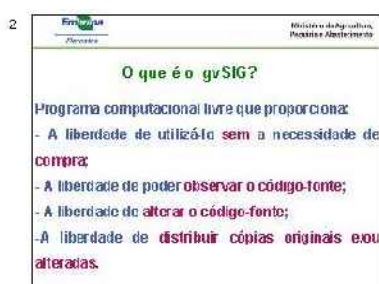 2
Embrapa
Florestas
Ministério da Agricultura,
Pecuária e Abastecimento
O que é o gvSIG?
Programa computacional livre que proporciona:
- A liberdade de utilizá-lo sem a necessidade de
compra;
- A liberdade de poder observar o código-fonte;
- A liberdade de alterar o código-fonte;
-A liberdade de distribuir cópias originais e/ou
alteradas.